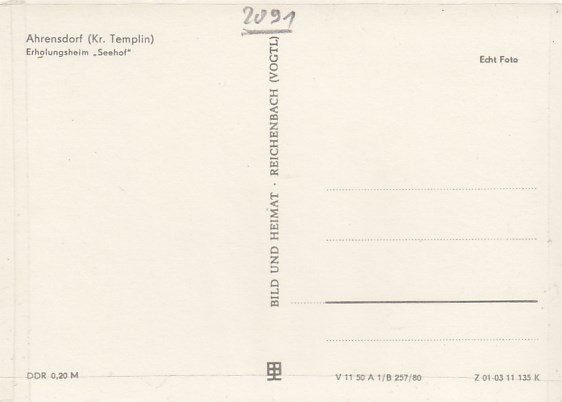 2091
Ahrensdorf (Kr. Templin)
Erholungsheim „Seehof"
Echt Foto
BILD UND HEIMAT · REICHENBACH (VOGTL)
DDR 0,20 M
V 11 50 A 1/B 257/80
Z 01 03 11 135 K